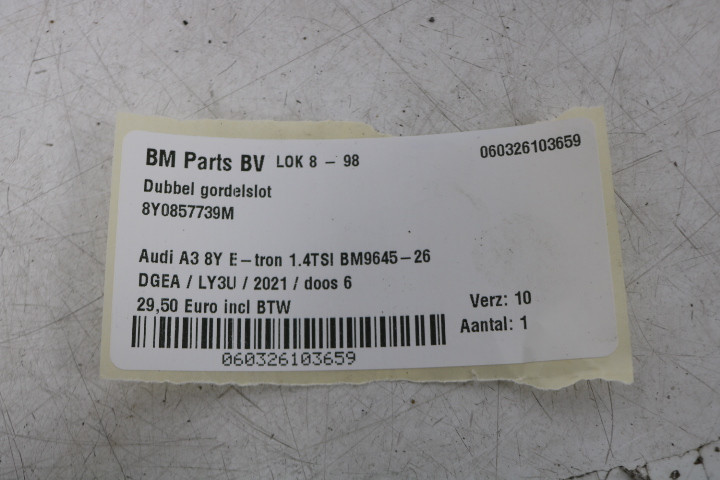 BM Parts BV LOK 8 - 98 060326103659
Dubbel gordelslot
8Y0857739M
Audi A3 8Y E-tron 1.4TSI BM9645-26
DGEA / LY3U / 2021 / doos 6
29,50 Euro incl BTW Verz: 10
Aantal: 1
060326103659